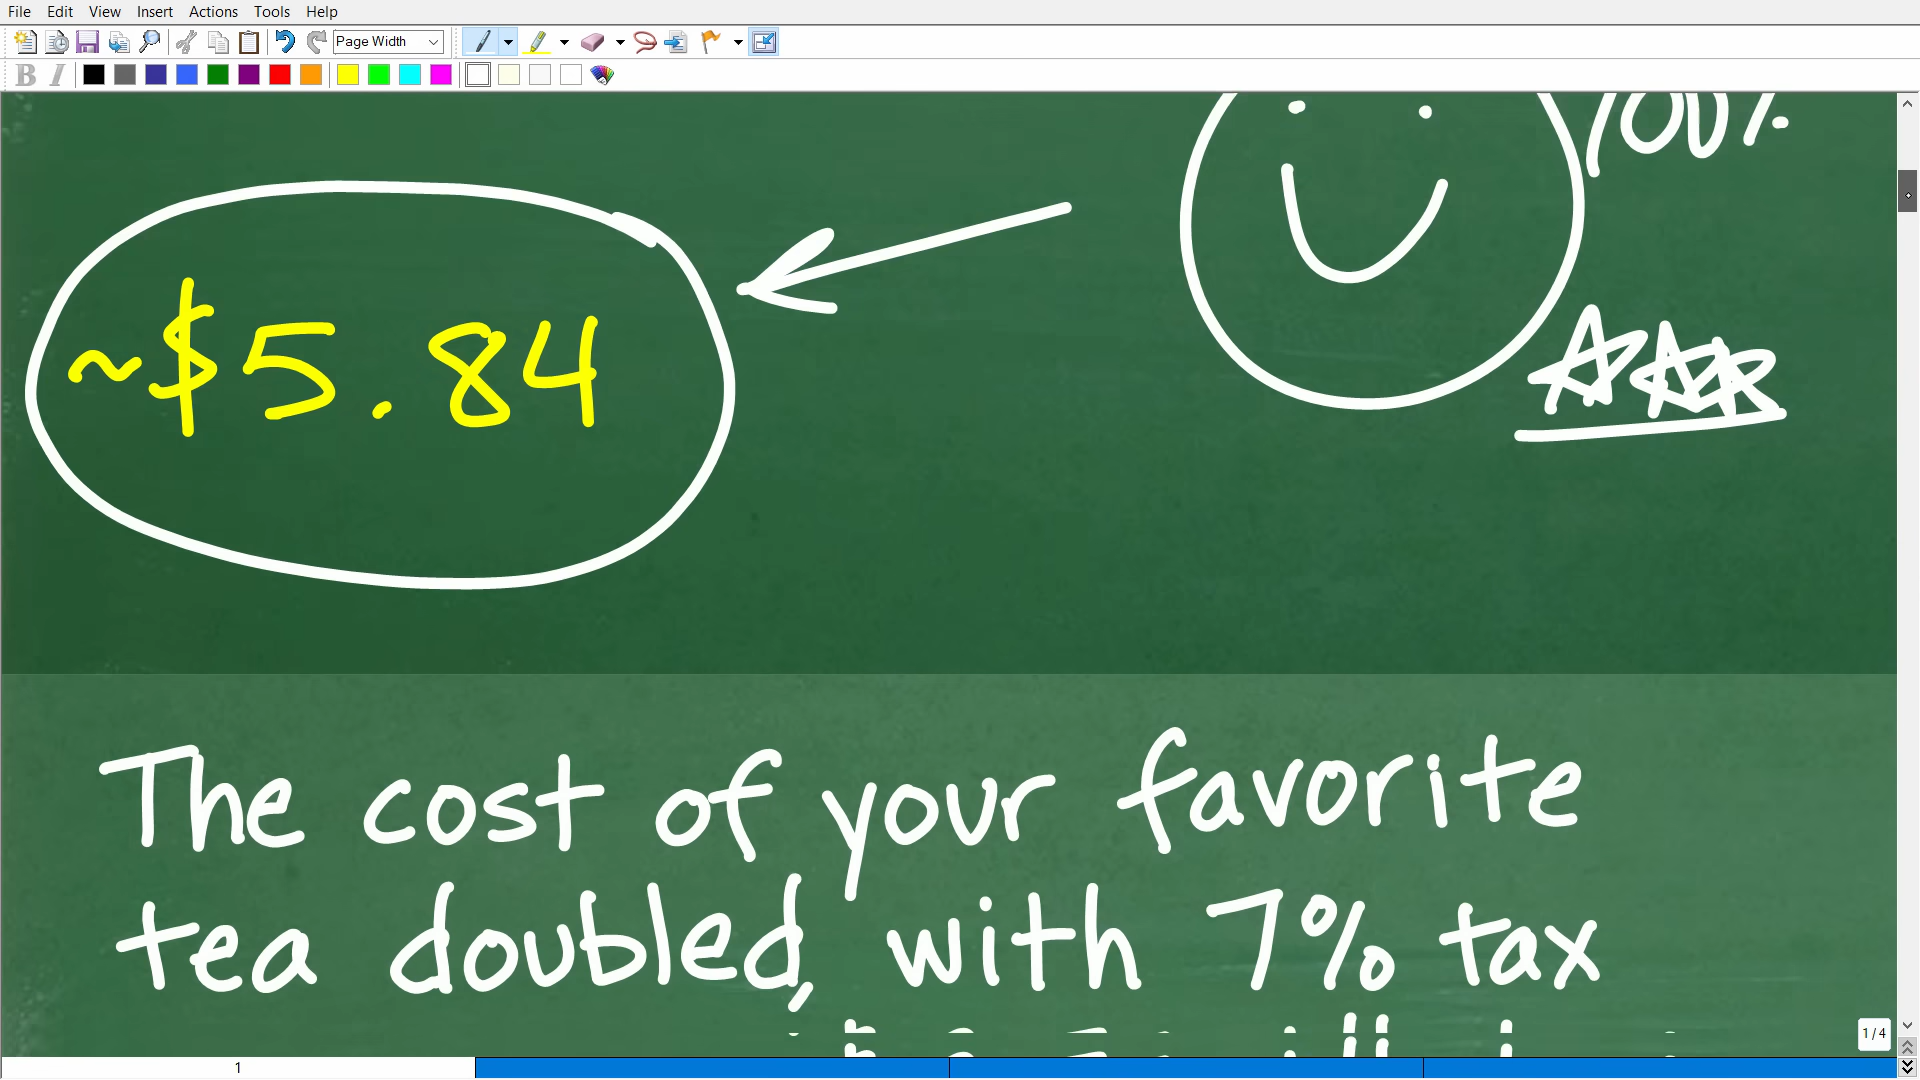 File Edit View Insert Actions Tools Help
Page Width
B I
100%
~$5.84
The cost of your favorite
tea doubled, with 7% tax
1 / 4
1